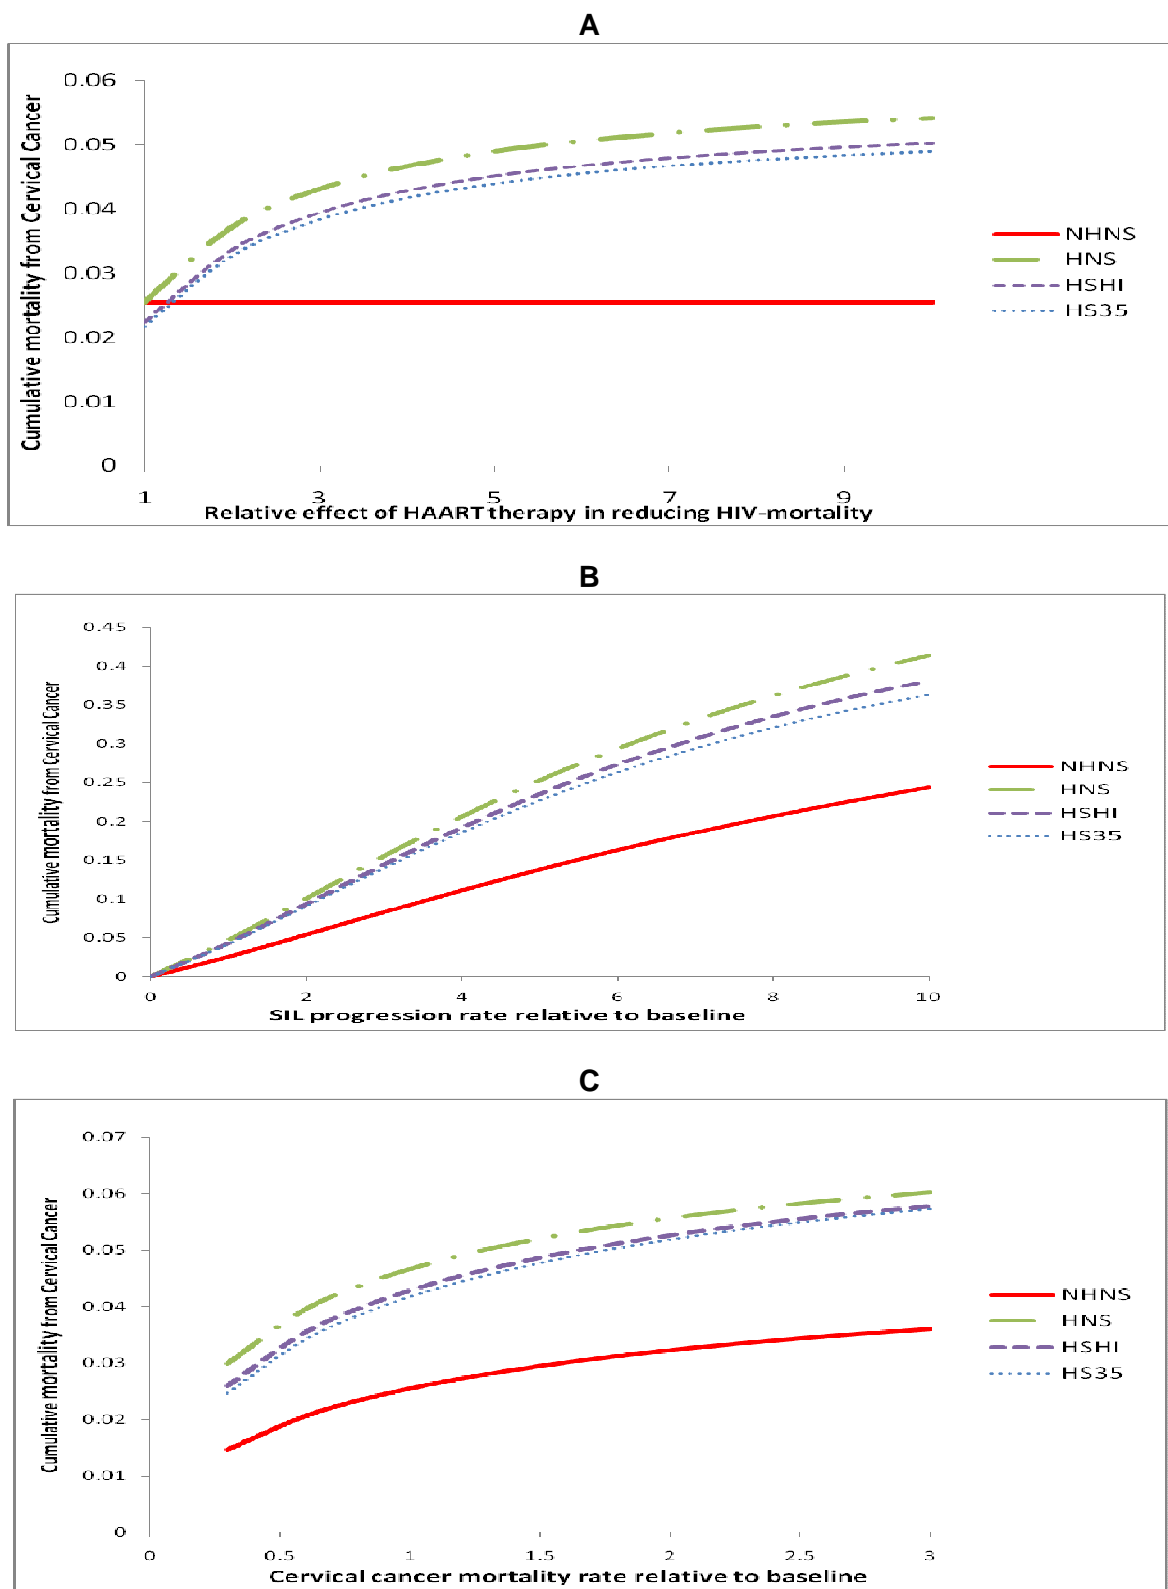 A
Cumulative mortality from Cervical Cancer
0.06
0.05
0.04
0.03
0.02
0.01
0
1 3 5 7 9
Relative effect of HAART therapy in reducing HIV-mortality
NHNS
HNS
HSHI
HS35
B
Cumulative mortality from Cervical Cancer
0.45
0.4
0.35
0.3
0.25
0.2
0.15
0.1
0.05
0
0 2 4 6 8 10
SIL progression rate relative to baseline
NHNS
HNS
HSHI
HS35
C
Cumulative mortality from Cervical Cancer
0.07
0.06
0.05
0.04
0.03
0.02
0.01
0
0 0.5 1 1.5 2 2.5 3
Cervical cancer mortality rate relative to baseline
NHNS
HNS
HSHI
HS35